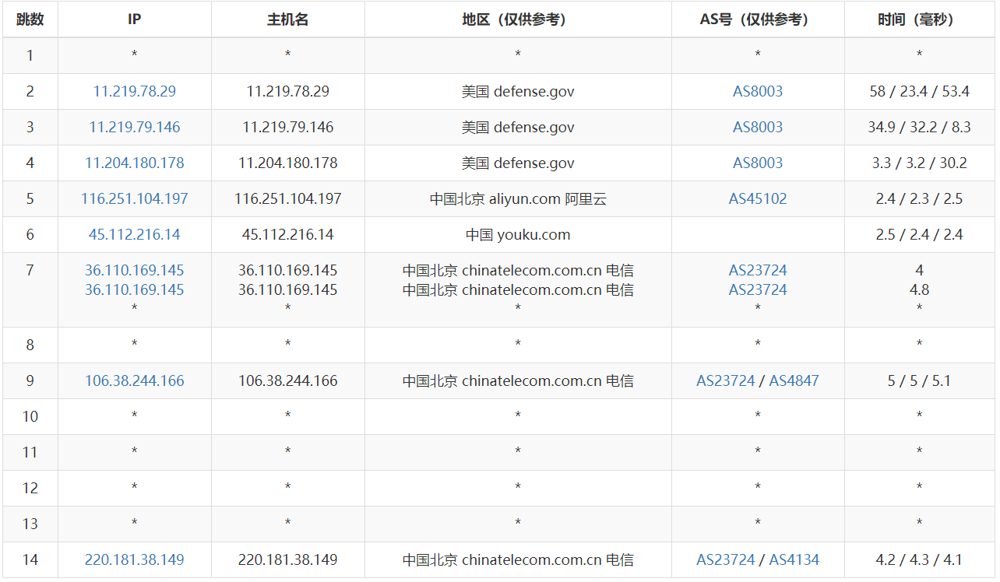 跳数 IP 主机名 地区（仅供参考） AS号（仅供参考） 时间（毫秒）
1 * * * * *
2 11.219.78.29 11.219.78.29 美国 defense.gov AS8003 58 / 23.4 / 53.4
3 11.219.79.146 11.219.79.146 美国 defense.gov AS8003 34.9 / 32.2 / 8.3
4 11.204.180.178 11.204.180.178 美国 defense.gov AS8003 3.3 / 3.2 / 30.2
5 116.251.104.197 116.251.104.197 中国北京 aliyun.com 阿里云 AS45102 2.4 / 2.3 / 2.5
6 45.112.216.14 45.112.216.14 中国 youku.com 2.5 / 2.4 / 2.4
7 36.110.169.145 36.110.169.145 中国北京 chinatelecom.com.cn 电信 AS23724 4
36.110.169.145 36.110.169.145 中国北京 chinatelecom.com.cn 电信 AS23724 4.8
* * * * *
8 * * * * *
9 106.38.244.166 106.38.244.166 中国北京 chinatelecom.com.cn 电信 AS23724 / AS4847 5 / 5 / 5.1
10 * * * * *
11 * * * * *
12 * * * * *
13 * * * * *
14 220.181.38.149 220.181.38.149 中国北京 chinatelecom.com.cn 电信 AS23724 / AS4134 4.2 / 4.3 / 4.1